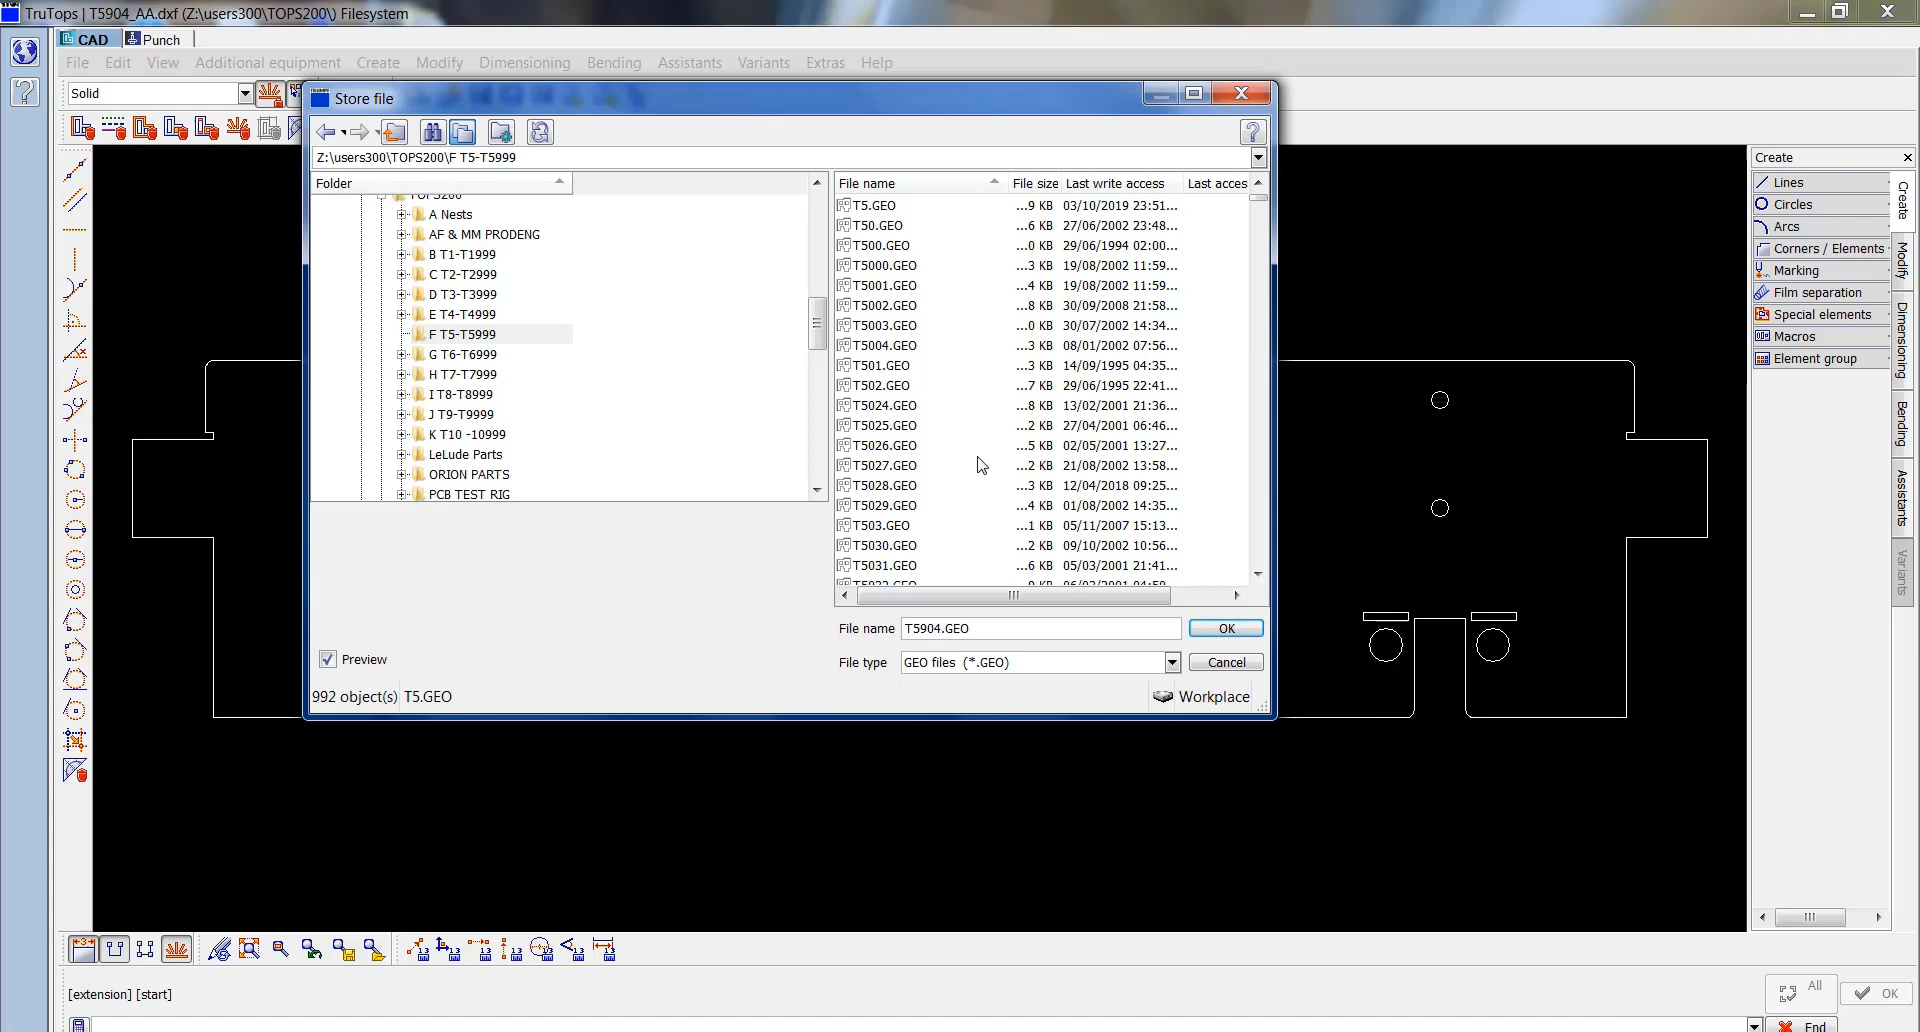 TruTops | T5904_AA.dxf (Z:\users300\TOPS200\) Filesystem
CAD
Punch
File Edit View Additional equipment Create Modify Dimensioning Bending Assistants Variants Extras Help
Solid
Store file
Z:\users300\TOPS200\F T5-T5999
Folder
TOPS200
A Nests
AF & MM PRODENG
B T1-T1999
C T2-T2999
D T3-T3999
E T4-T4999
F T5-T5999
G T6-T6999
H T7-T7999
I T8-T8999
J T9-T9999
K T10 -10999
LeLude Parts
ORION PARTS
PCB TEST RIG
File name File size Last write access Last acces
T5.GEO ...9 KB 03/10/2019 23:51...
T50.GEO ...6 KB 27/06/2002 23:48...
T500.GEO ...0 KB 29/06/1994 02:00...
T5000.GEO ...3 KB 19/08/2002 11:59...
T5001.GEO ...4 KB 19/08/2002 11:59...
T5002.GEO ...8 KB 30/09/2008 21:58...
T5003.GEO ...0 KB 30/07/2002 14:34...
T5004.GEO ...3 KB 08/01/2002 07:56...
T501.GEO ...3 KB 14/09/1995 04:35...
T502.GEO ...7 KB 29/06/1995 22:41...
T5024.GEO ...8 KB 13/02/2001 21:36...
T5025.GEO ...2 KB 27/04/2001 06:46...
T5026.GEO ...5 KB 02/05/2001 13:27...
T5027.GEO ...2 KB 21/08/2002 13:58...
T5028.GEO ...3 KB 12/04/2018 09:25...
T5029.GEO ...4 KB 01/08/2002 14:35...
T503.GEO ...1 KB 05/11/2007 15:13...
T5030.GEO ...2 KB 09/10/2002 10:56...
T5031.GEO ...6 KB 05/03/2001 21:41...
File name T5904.GEO OK
File type GEO files (*.GEO) Cancel
Preview
992 object(s) T5.GEO
Workplace
Create
Lines
Circles
Arcs
Corners / Elements
Marking
Film separation
Special elements
Macros
Element group
Create
Modify
Dimensioning
Bending
Assistants
Variants
[extension] [start]
All
OK
End